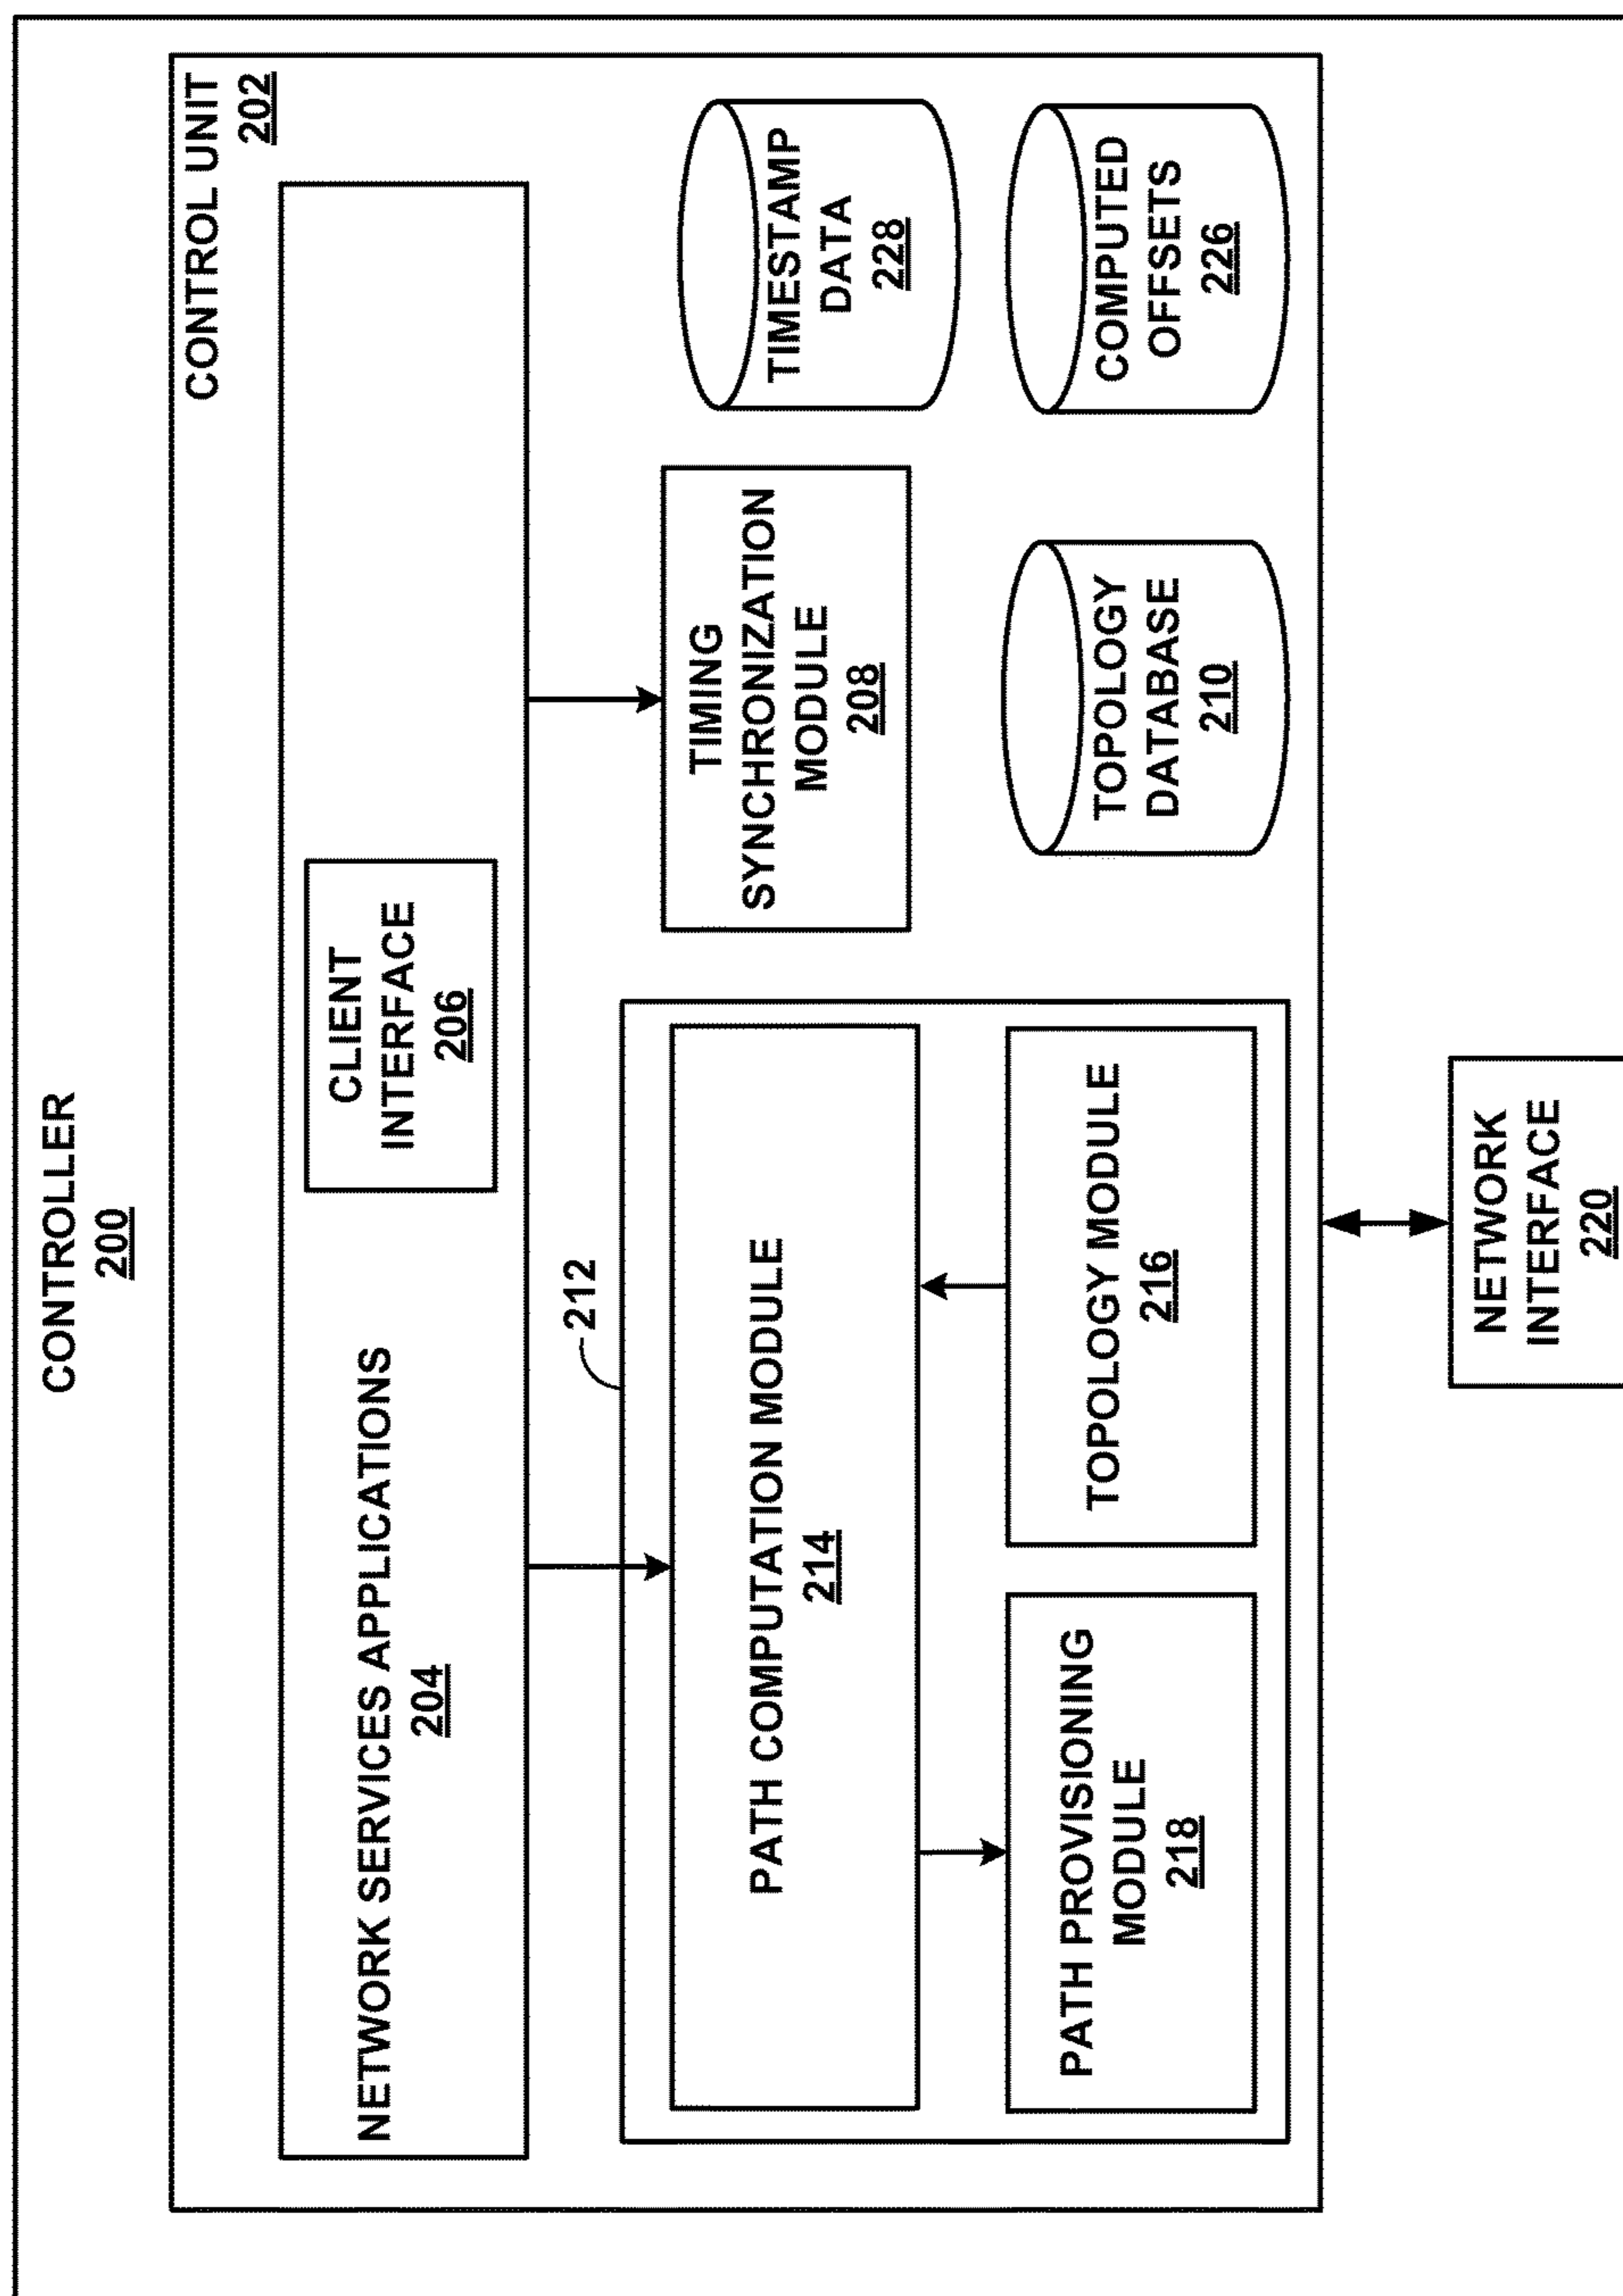 CONTROLLER
200
CONTROL UNIT
202
NETWORK SERVICES APPLICATIONS
204
CLIENT
INTERFACE
206
212
PATH COMPUTATION MODULE
214
PATH PROVISIONING
MODULE
218
TOPOLOGY MODULE
216
TIMING
SYNCHRONIZATION
MODULE
208
TIMESTAMP
DATA
228
TOPOLOGY
DATABASE
210
COMPUTED
OFFSETS
226
NETWORK
INTERFACE
220